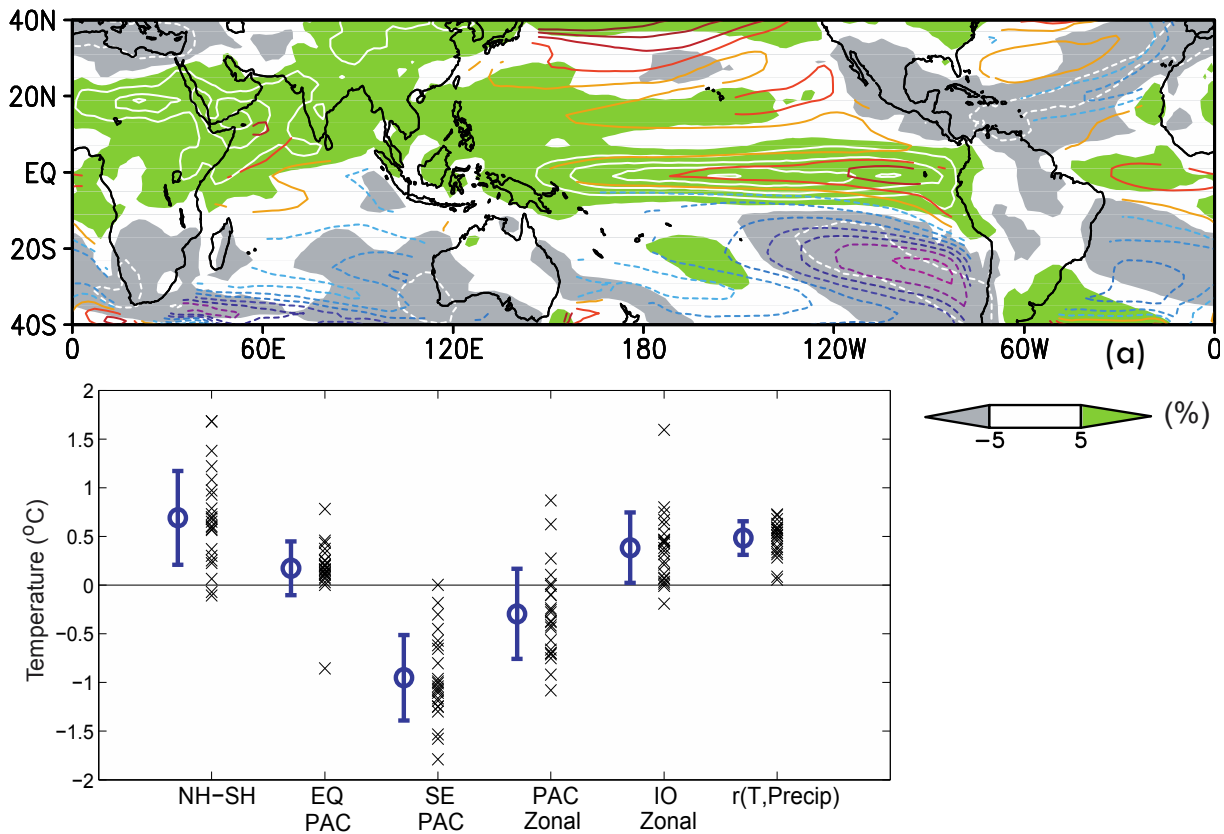 40N
20N
EQ
20S
40S
0 60E 120E 180 120W 60W 0
(a)
(%)
-5 5
2
1.5
1
0.5
0
−0.5
−1
−1.5
−2
Temperature (°C)
NH−SH EQ SE PAC IO r(T,Precip)
PAC PAC Zonal Zonal